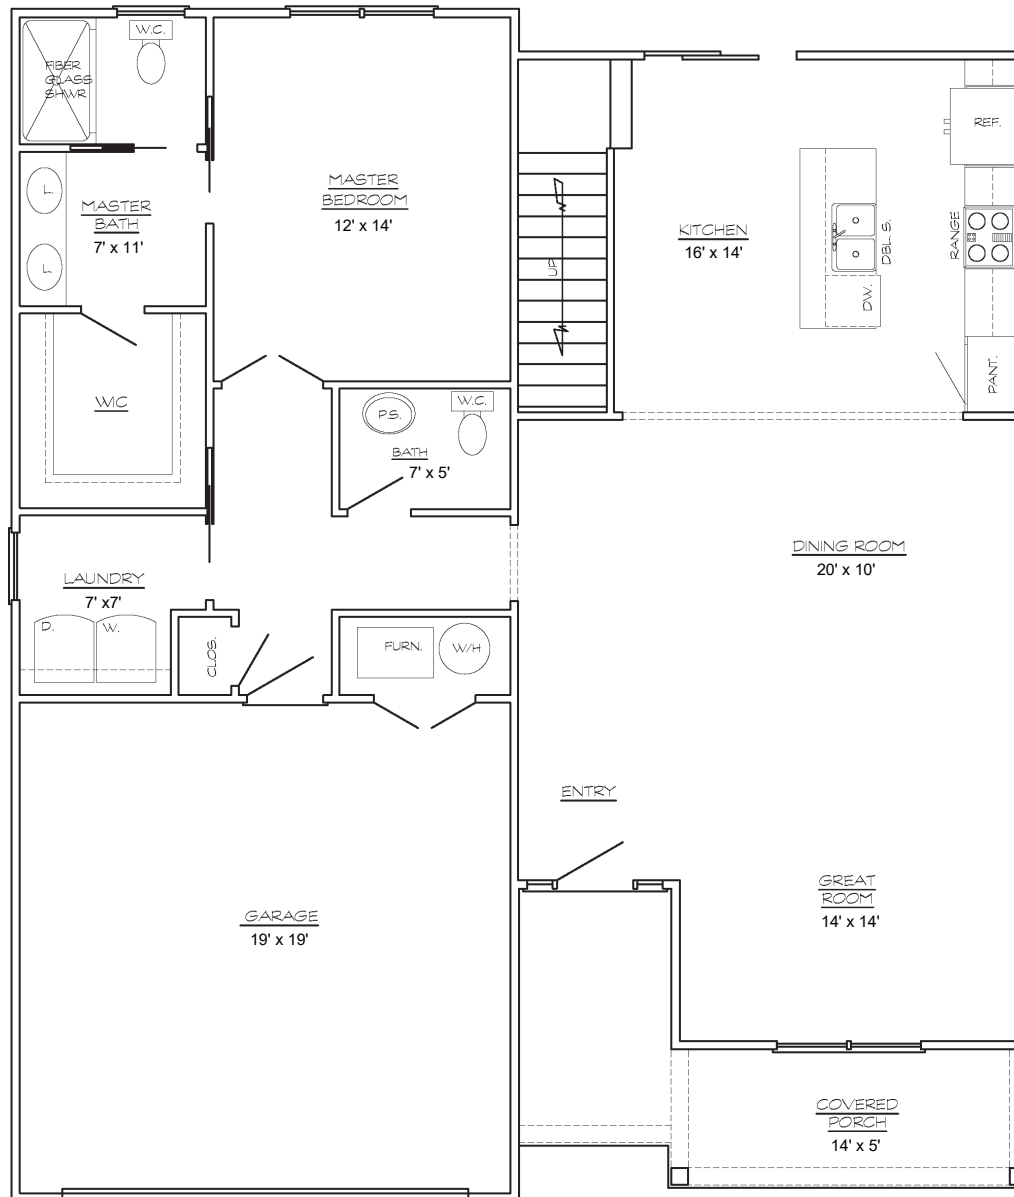 W.C.
FIBER
GLASS
SHWR
REF.
L.
MASTER
BATH
7' x 11'
L.
MASTER
BEDROOM
12' x 14'
UP
KITCHEN
16' x 14'
DBL. S.
DW.
RANGE
PANT.
WIC
P.S.
W.C.
BATH
7' x 5'
DINING ROOM
20' x 10'
LAUNDRY
7' x7'
D.
W.
CLOS.
FURN.
W/H
ENTRY
GREAT
ROOM
14' x 14'
GARAGE
19' x 19'
COVERED
PORCH
14' x 5'